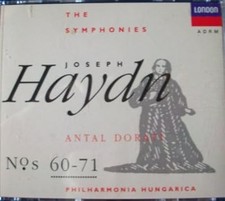 THE
SYMPHONIES
LONDON
ADRM
JOSEPH
Haydn
ANTAL DORATI
Nos 60-71
PHILHARMONIA HUNGARICA